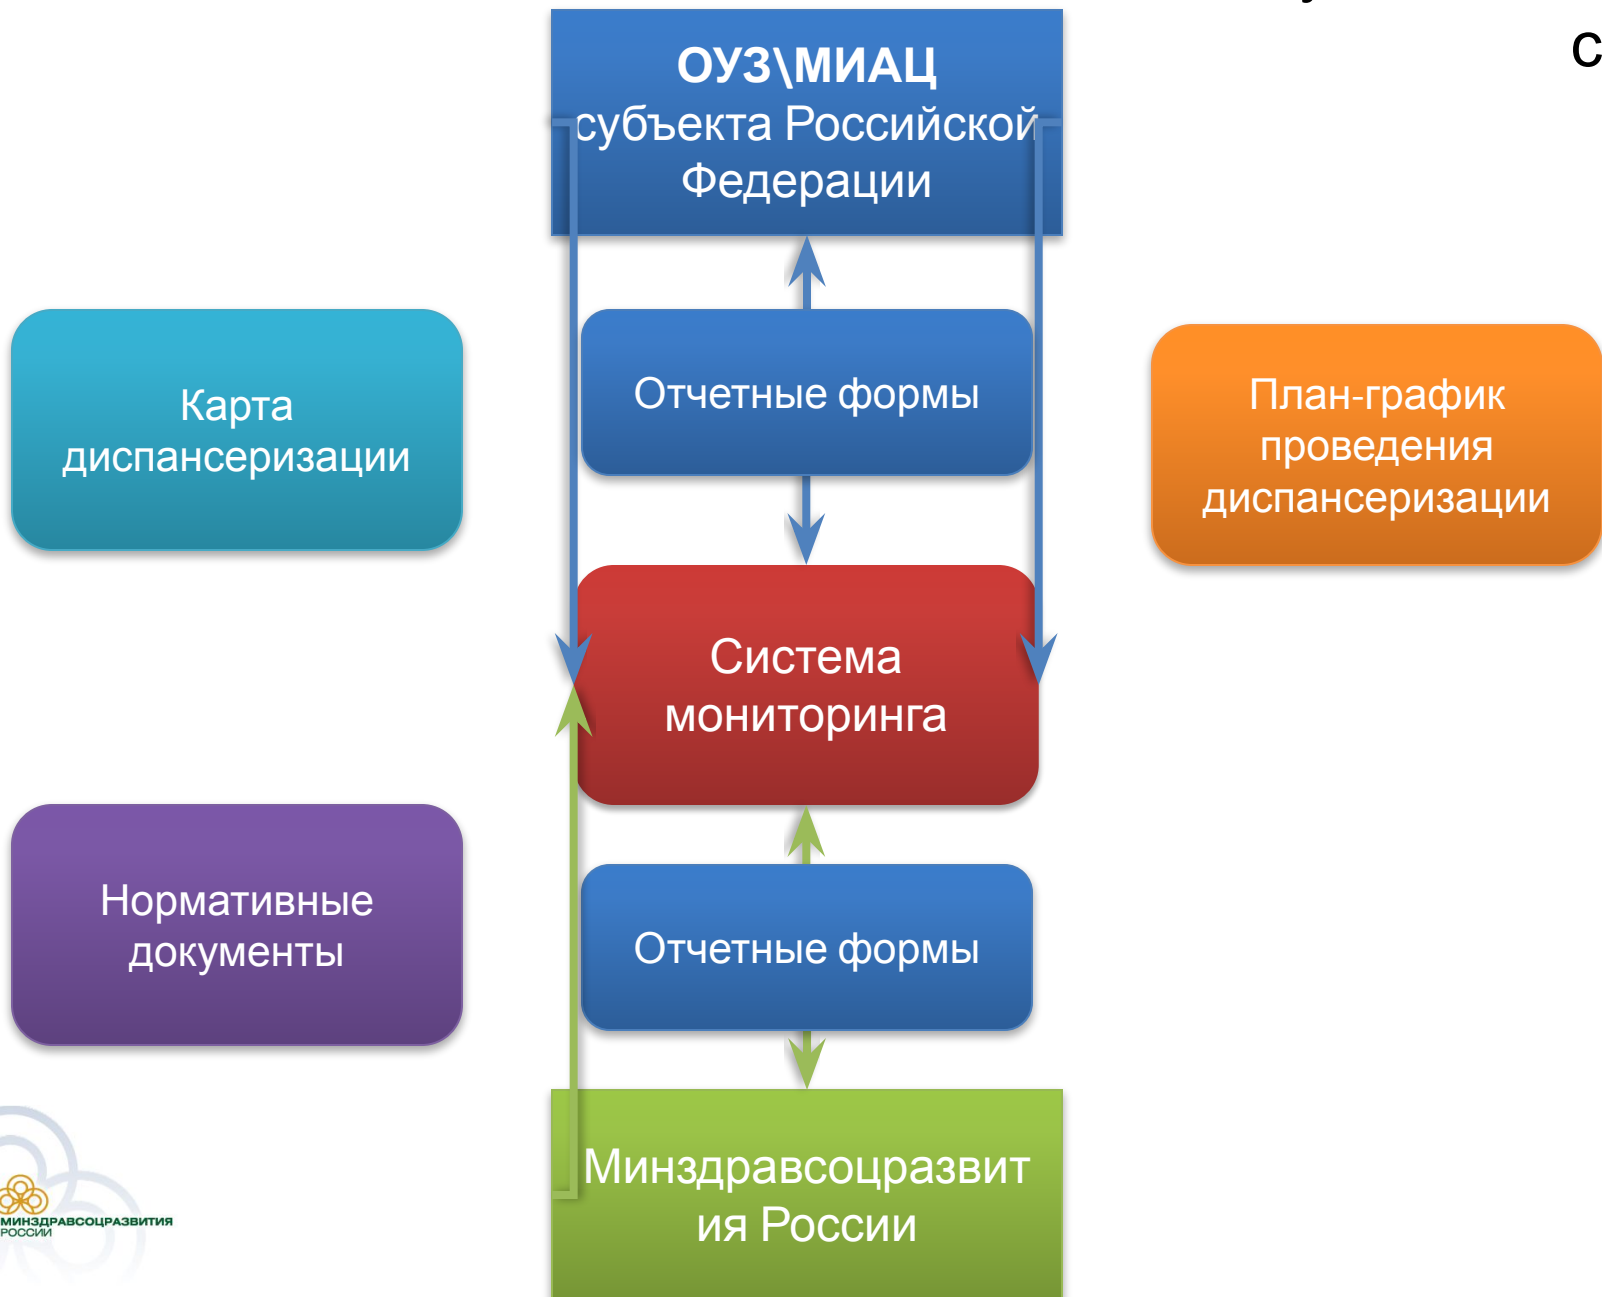 с
ОУЗ\МИАЦ
субъекта Российской
Федерации
Карта
диспансеризации
Отчетные формы
План-график
проведения
диспансеризации
Система
мониторинга
Нормативные
документы
Отчетные формы
Минздравсоцразвит
ия России
МИНЗДРАВСОЦРАЗВИТИЯ
РОССИИ